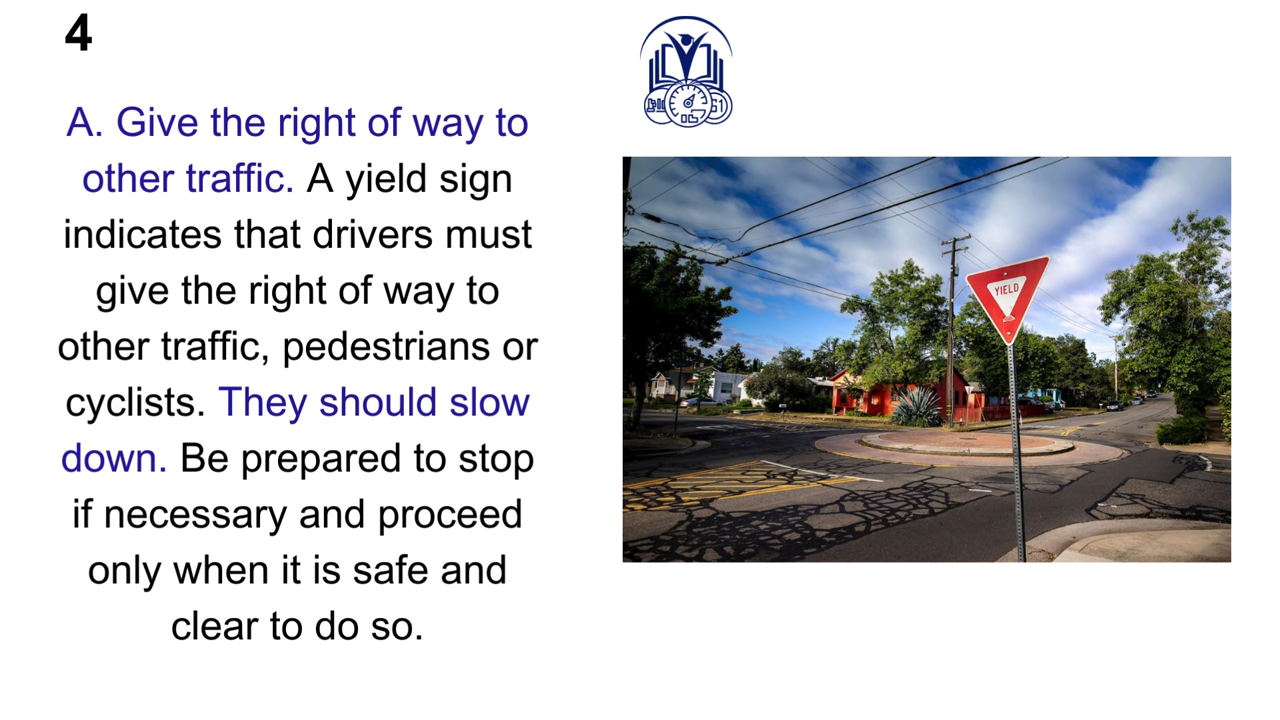 4
A. Give the right of way to
other traffic. A yield sign
indicates that drivers must
give the right of way to
other traffic, pedestrians or
cyclists. They should slow
down. Be prepared to stop
if necessary and proceed
only when it is safe and
clear to do so.
YIELD